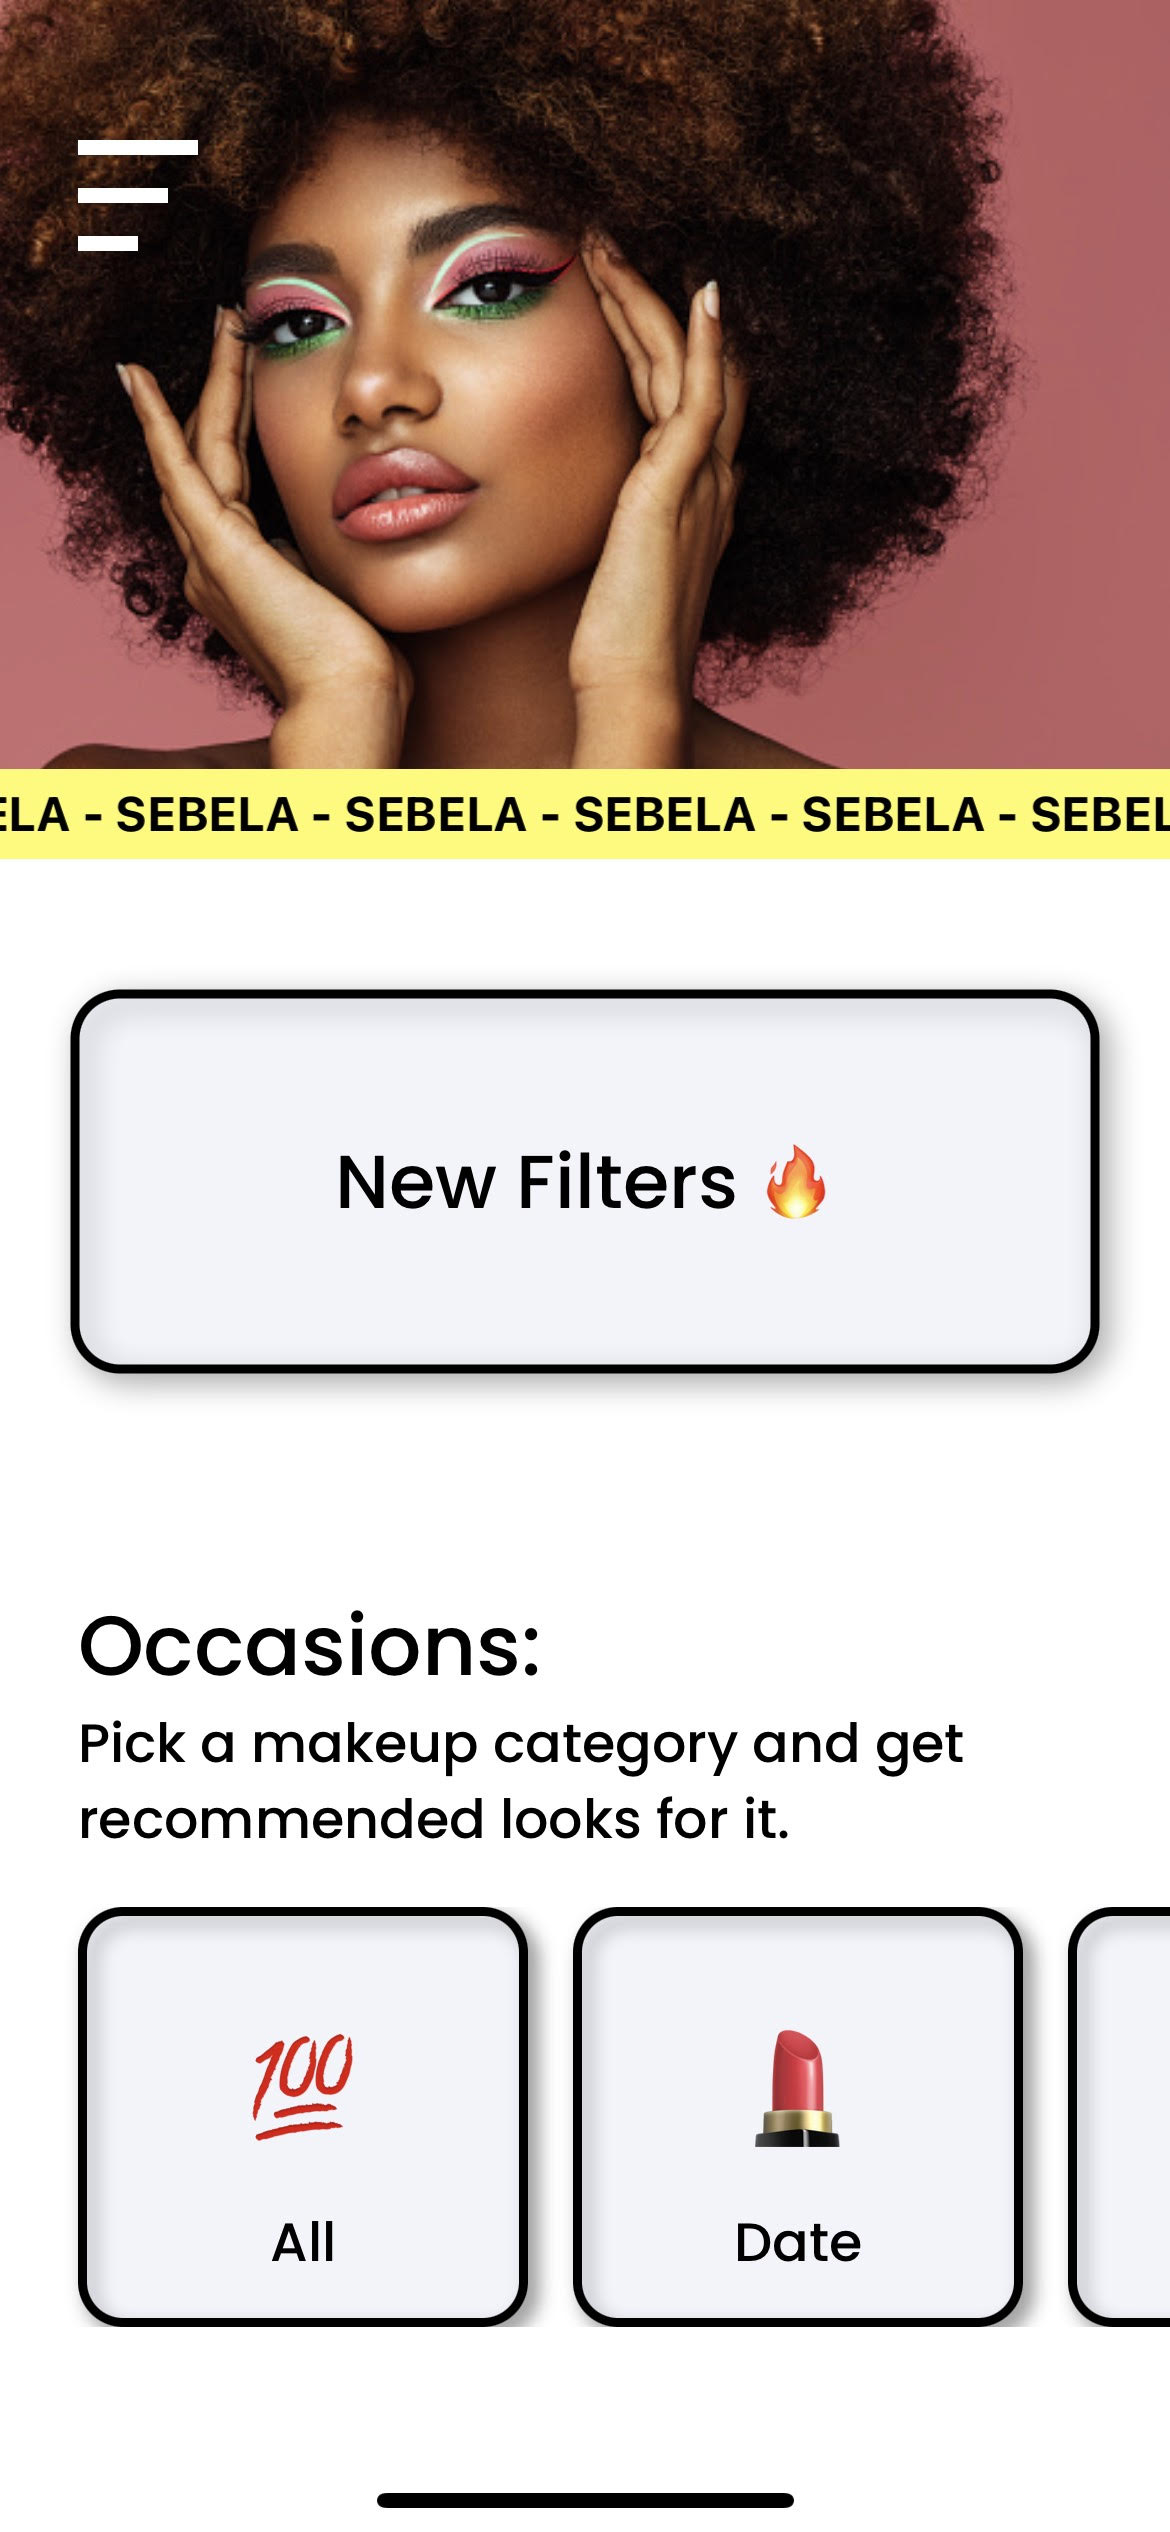 ELA - SEBELA - SEBELA - SEBELA - SEBELA - SEBEL
New Filters 🔥
Occasions:
Pick a makeup category and get
recommended looks for it.
💯 💄
All Date